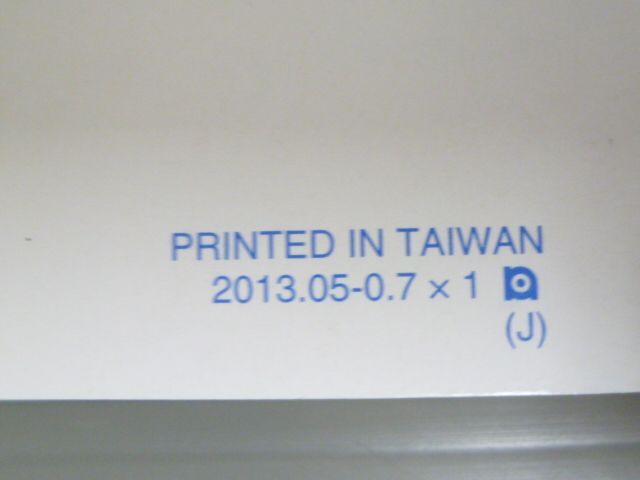 PRINTED IN TAIWAN
2013.05-0.7 × 1
(J)